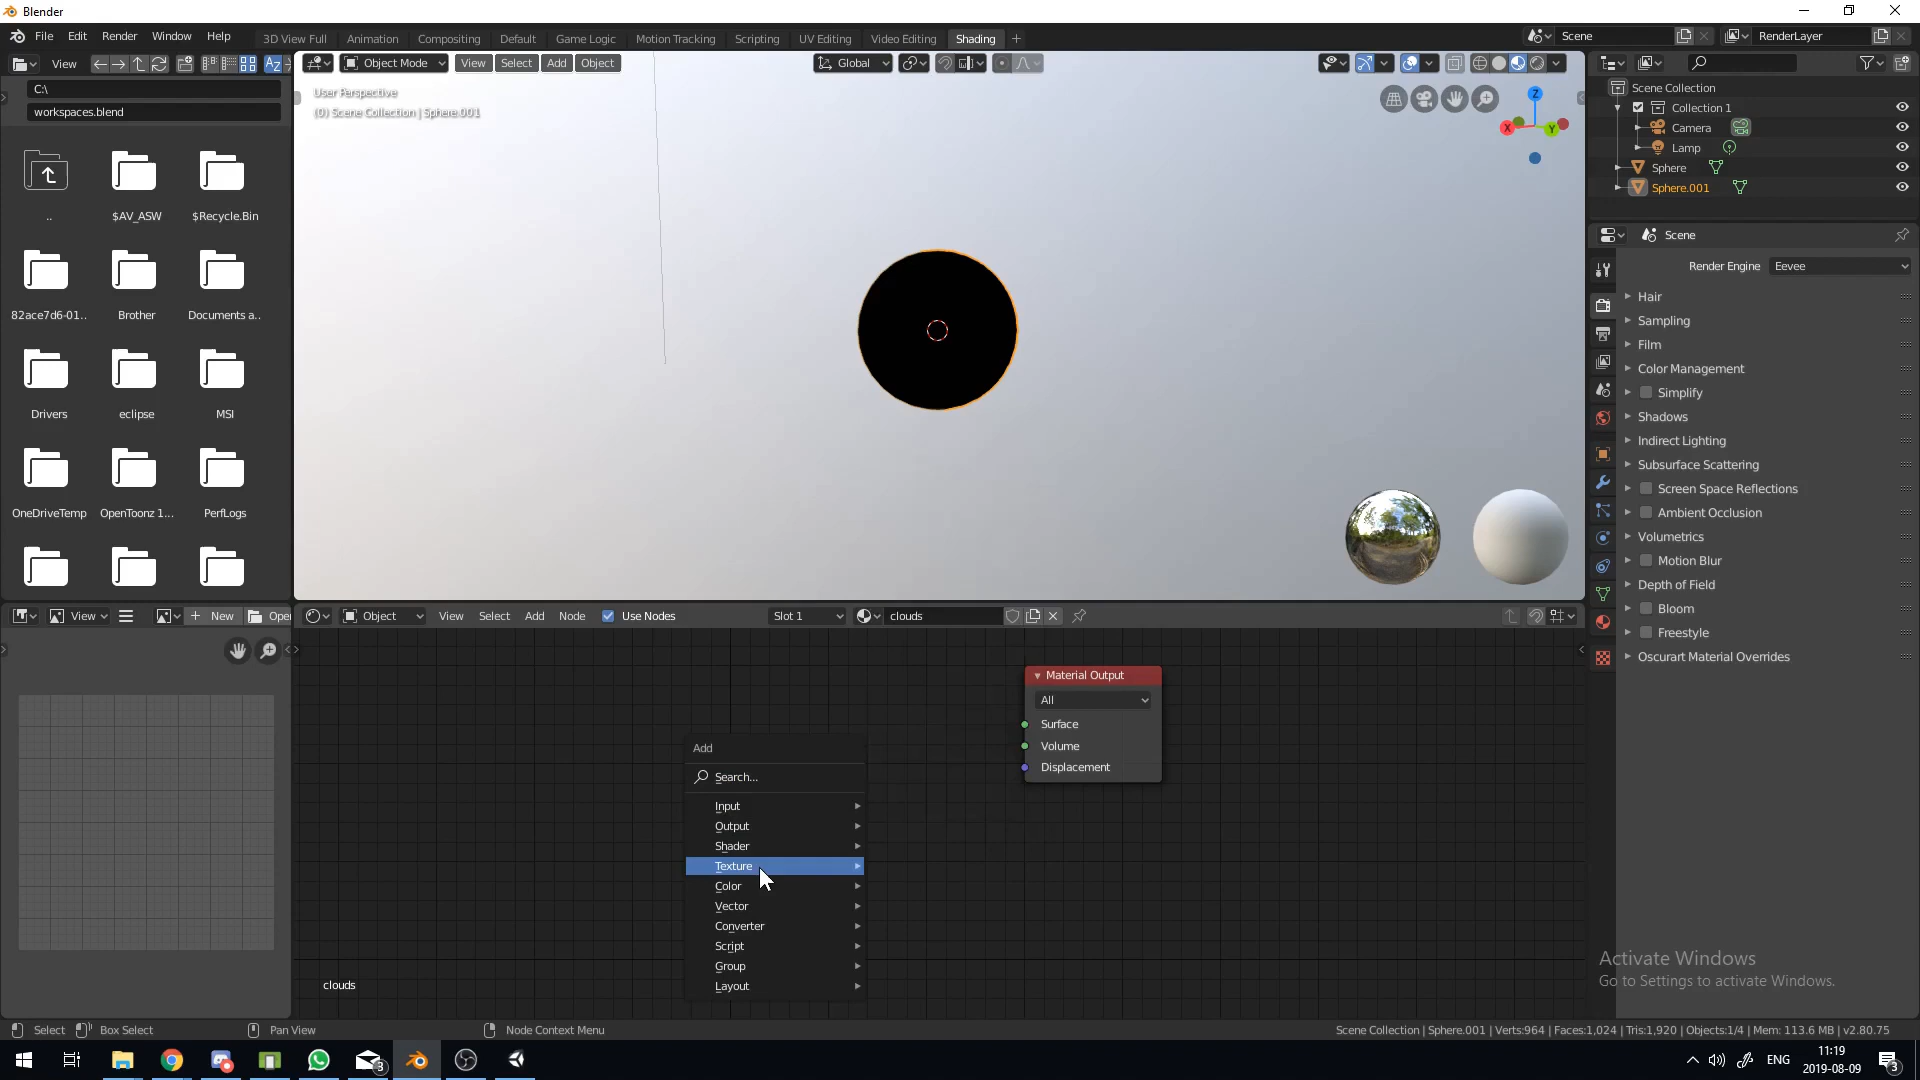 Blender
File Edit Render Window Help
3D View Full Animation Compositing Default Game Logic Motion Tracking Scripting UV Editing Video Editing Shading
Scene
RenderLayer
View
Object Mode
View Select Add Object
Global
C:\
workspaces.blend
User Perspective
(0) Scene Collection | Sphere.001
Z
X
Y
..
$AV_ASW
$Recycle.Bin
82ace7d6-01..
Brother
Documents a..
Drivers
eclipse
MSI
OneDriveTemp
OpenToonz 1...
PerfLogs
Scene Collection
Collection 1
Camera
Lamp
Sphere
Sphere.001
Scene
Render Engine Eevee
Hair
Sampling
Film
Color Management
Simplify
Shadows
Indirect Lighting
Subsurface Scattering
Screen Space Reflections
Ambient Occlusion
Volumetrics
Motion Blur
Depth of Field
Bloom
Freestyle
Oscurart Material Overrides
View
New
Open
Object
View Select Add Node Use Nodes
Slot 1
clouds
Material Output
All
Surface
Volume
Displacement
Add
Search...
Input
Output
Shader
Texture
Color
Vector
Converter
Script
Group
Layout
clouds
Activate Windows
Go to Settings to activate Windows.
Select
Box Select
Pan View
Node Context Menu
Scene Collection | Sphere.001 | Verts:964 | Faces:1,024 | Tris:1,920 | Objects:1/4 | Mem: 113.6 MB | v2.80.75
3
ENG
11:19
2019-08-09
3